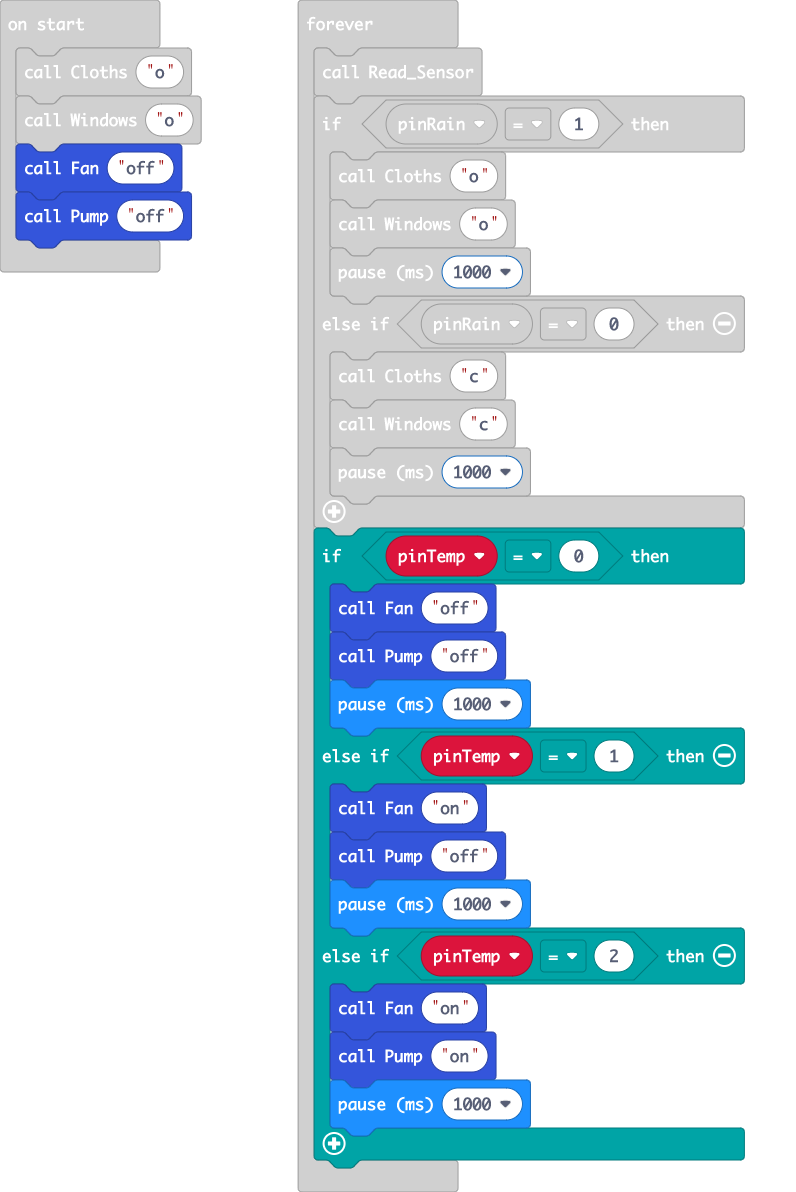 on start
call Cloths "o"
call Windows "o"
call Fan "off"
call Pump "off"
forever
call Read_Sensor
if pinRain = 1 then
call Cloths "o"
call Windows "o"
pause (ms) 1000
else if pinRain = 0 then
call Cloths "c"
call Windows "c"
pause (ms) 1000
if pinTemp = 0 then
call Fan "off"
call Pump "off"
pause (ms) 1000
else if pinTemp = 1 then
call Fan "on"
call Pump "off"
pause (ms) 1000
else if pinTemp = 2 then
call Fan "on"
call Pump "on"
pause (ms) 1000